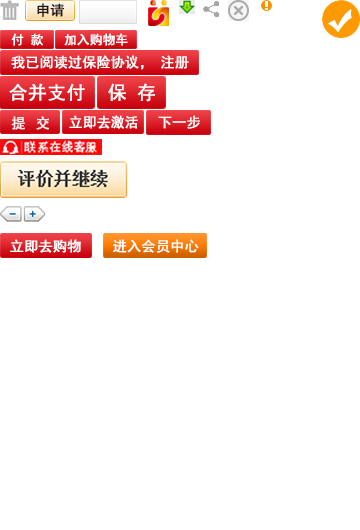 申请
付 款 加入购物车
我已阅读过保险协议， 注册
合并支付 保 存
提 交 立即去激活 下一步
联系在线客服
评价并继续
立即去购物 进入会员中心